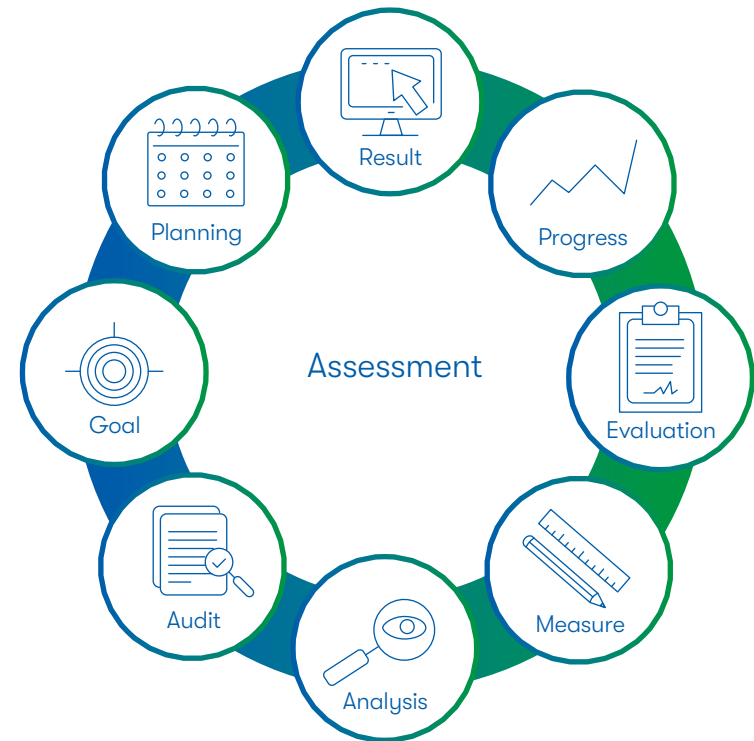 Result
Planning
Progress
Assessment
Goal
Evaluation
Audit
Measure
Analysis